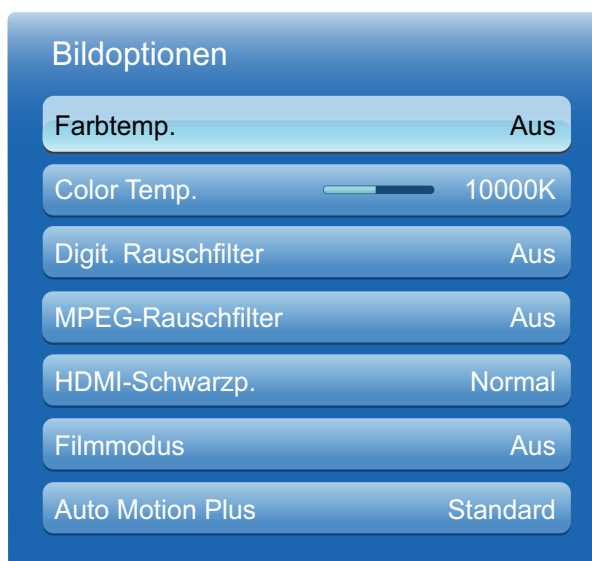 Bildoptionen
Farbtemp. Aus
Color Temp. 10000K
Digit. Rauschfilter Aus
MPEG-Rauschfilter Aus
HDMI-Schwarzp. Normal
Filmmodus Aus
Auto Motion Plus Standard